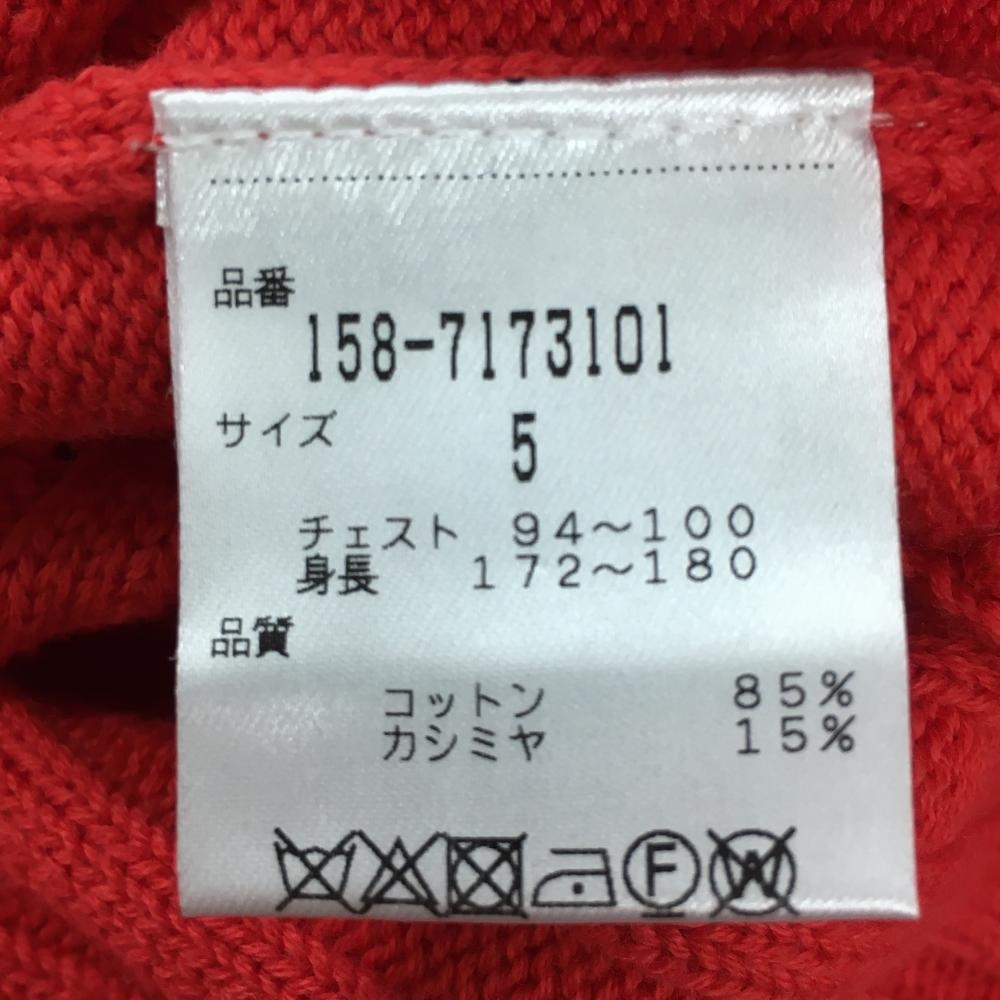 品番
158-7173101
サイズ 5
チェスト 94～100
身長 172～180
品質
コットン 85%
カシミヤ 15%
F W